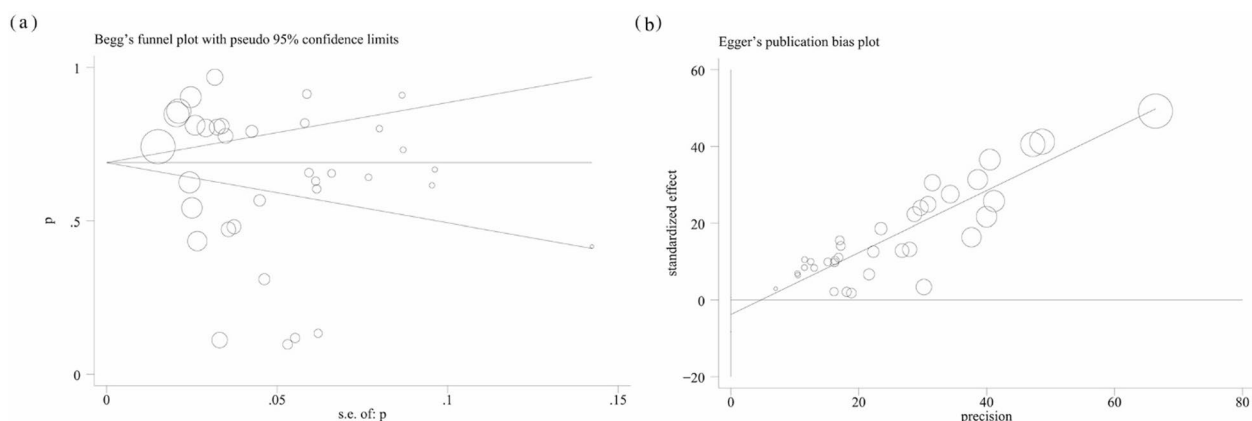 (a)
Begg's funnel plot with pseudo 95% confidence limits
1
.5
0
p
0
.05
.1
.15
s.e. of: p
(b)
Egger's publication bias plot
60
40
20
0
−20
standardized effect
0
20
40
60
80
precision